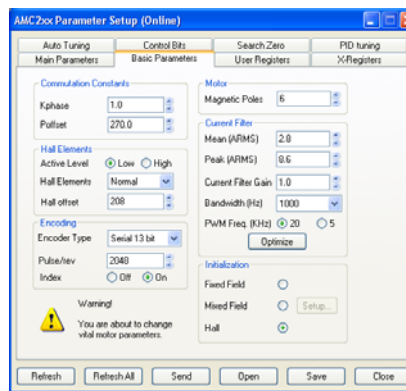 AMC2xx Parameter Setup (Online)
Auto Tuning Control Bits Search Zero PID tuning
Main Parameters Basic Parameters User Registers X-Registers
Commutation Constants
Kphase 1.0
Poffset 270.0
Hall Elements
Active Level Low High
Hall Elements Normal
Hall offset 208
Encoding
Encoder Type Serial 13 bit
Pulse/rev 2048
Index Off On
Warning!
You are about to change
vital motor parameters.
Motor
Magnetic Poles 6
Current Filter
Mean (ARMS) 2.8
Peak (ARMS) 8.6
Current Filter Gain 1.0
Bandwidth (Hz) 1000
PWM Freq. (KHz) 20 5
Optimize
Initialization
Fixed Field
Mixed Field Setup...
Hall
Refresh Refresh All Send Open Save Close